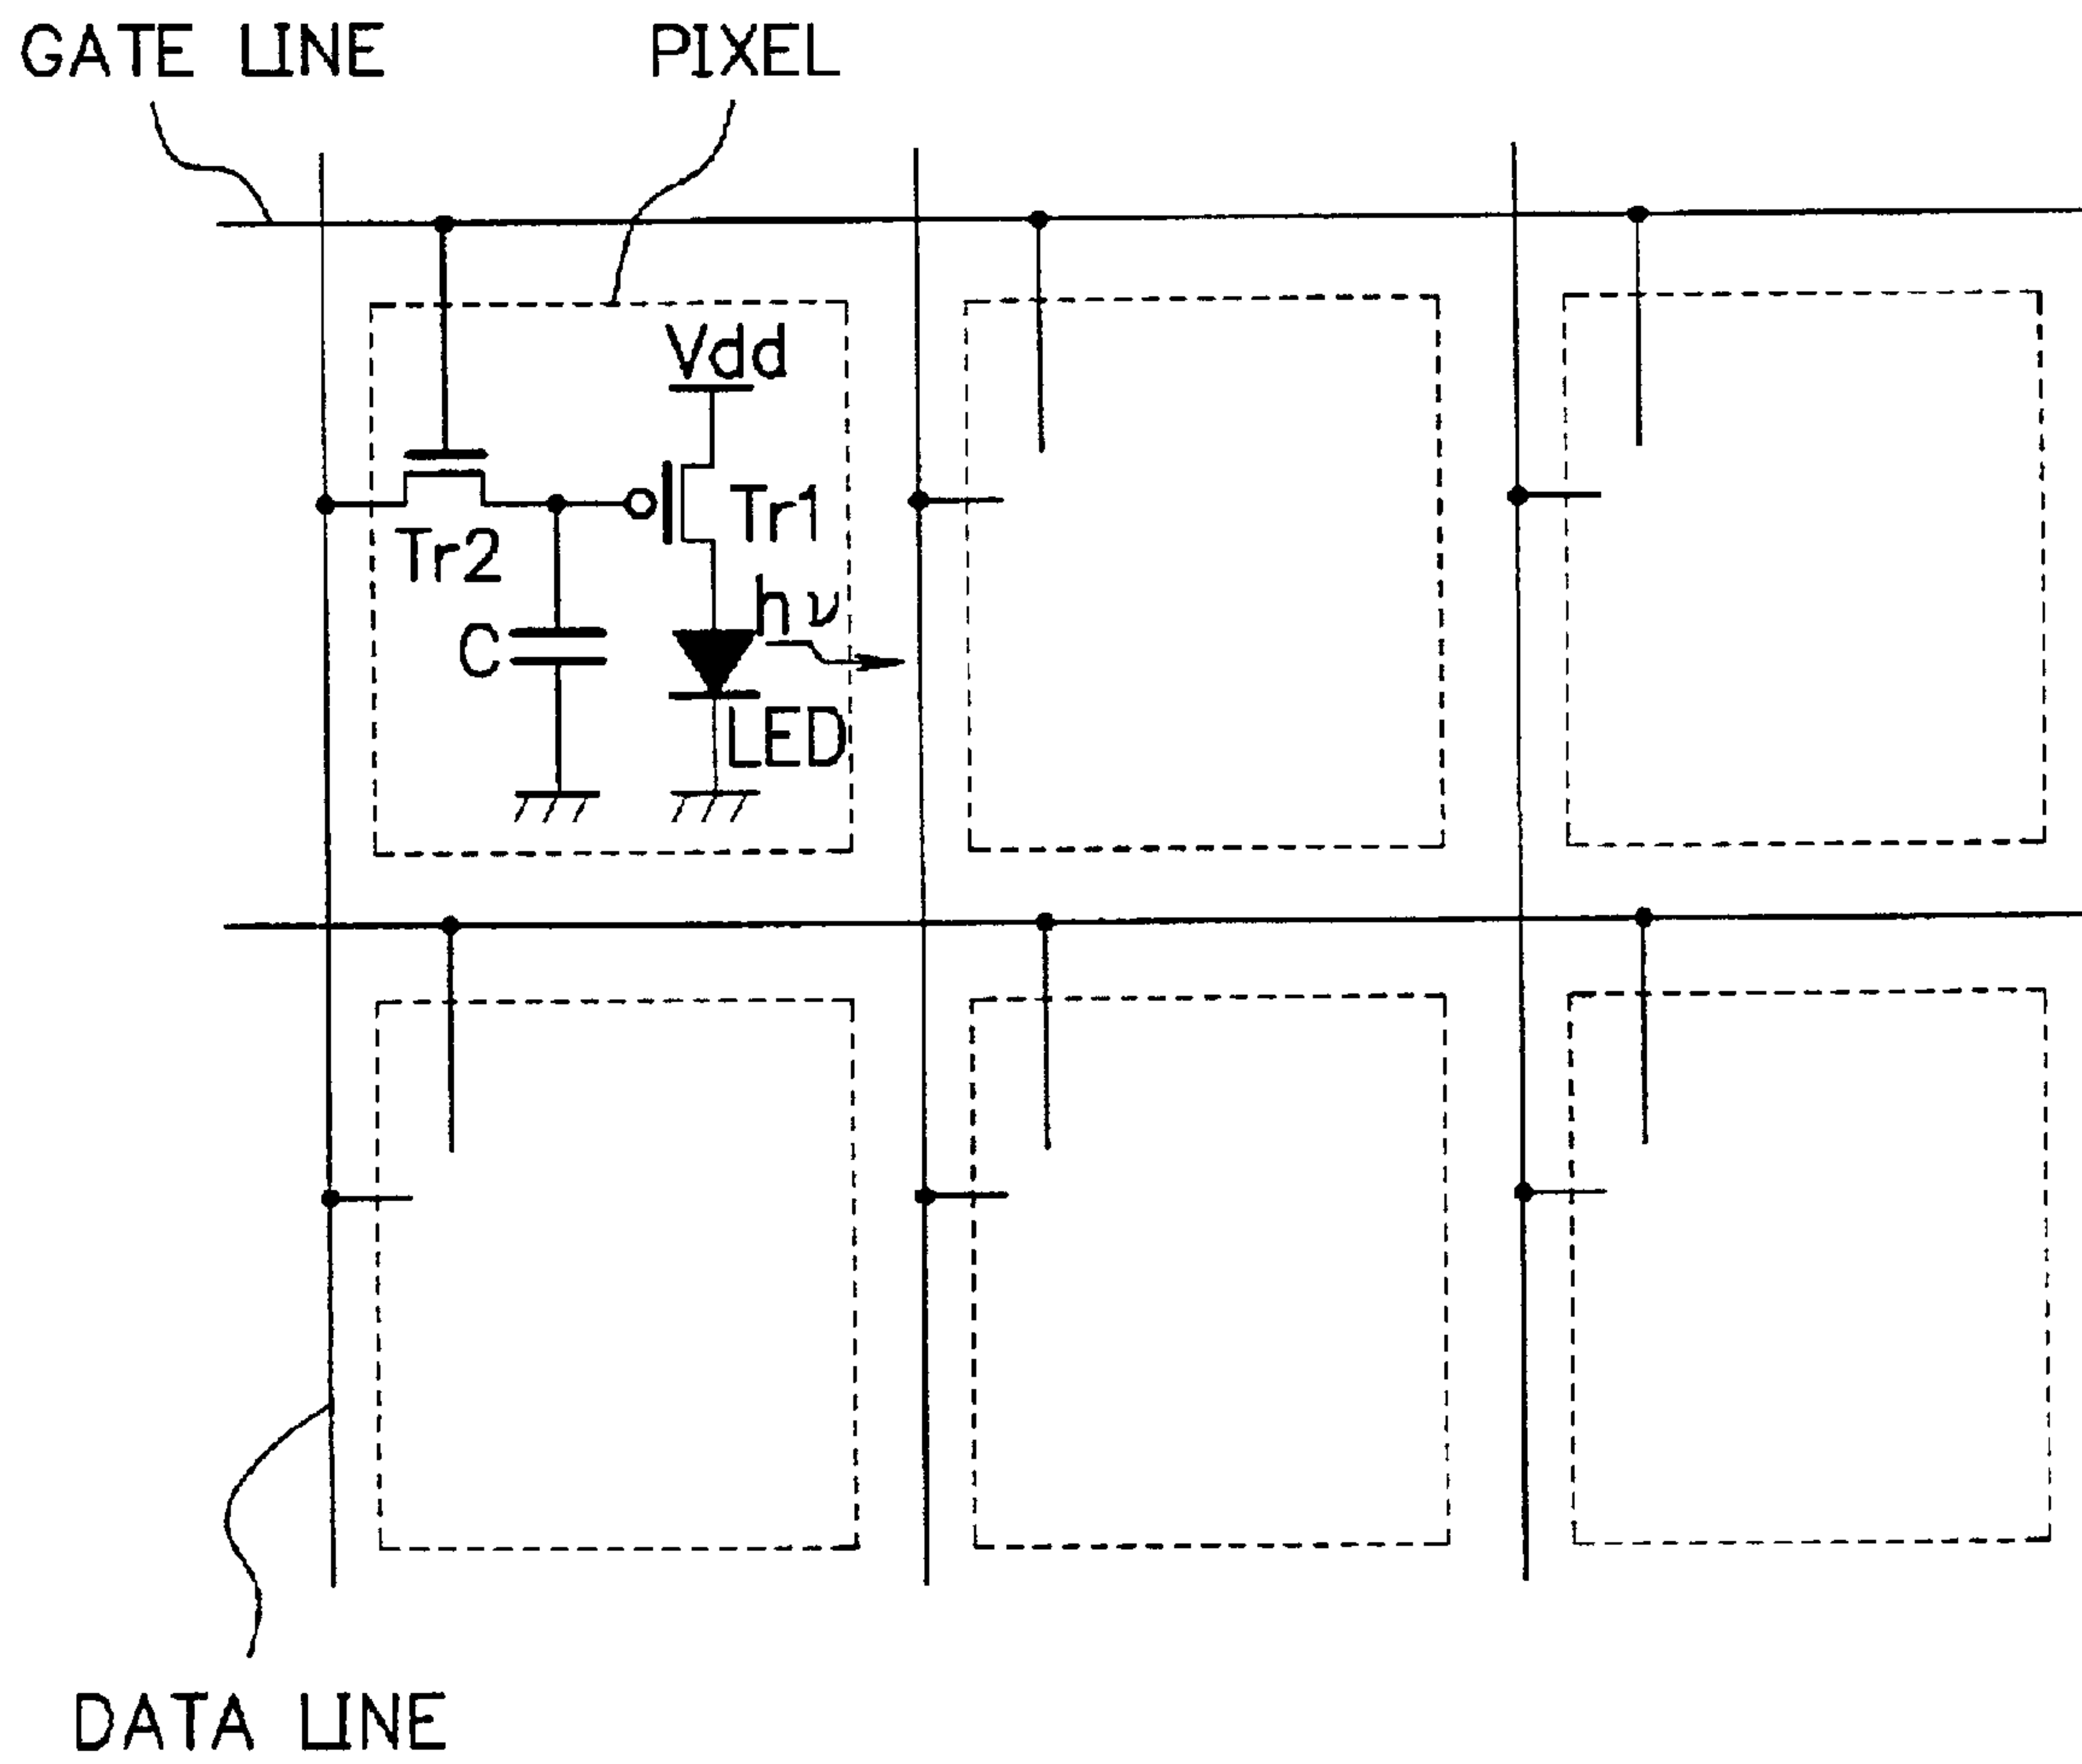 GATE LINE
PIXEL
Vdd
Tr1
Tr2
hν
C
LED
DATA LINE